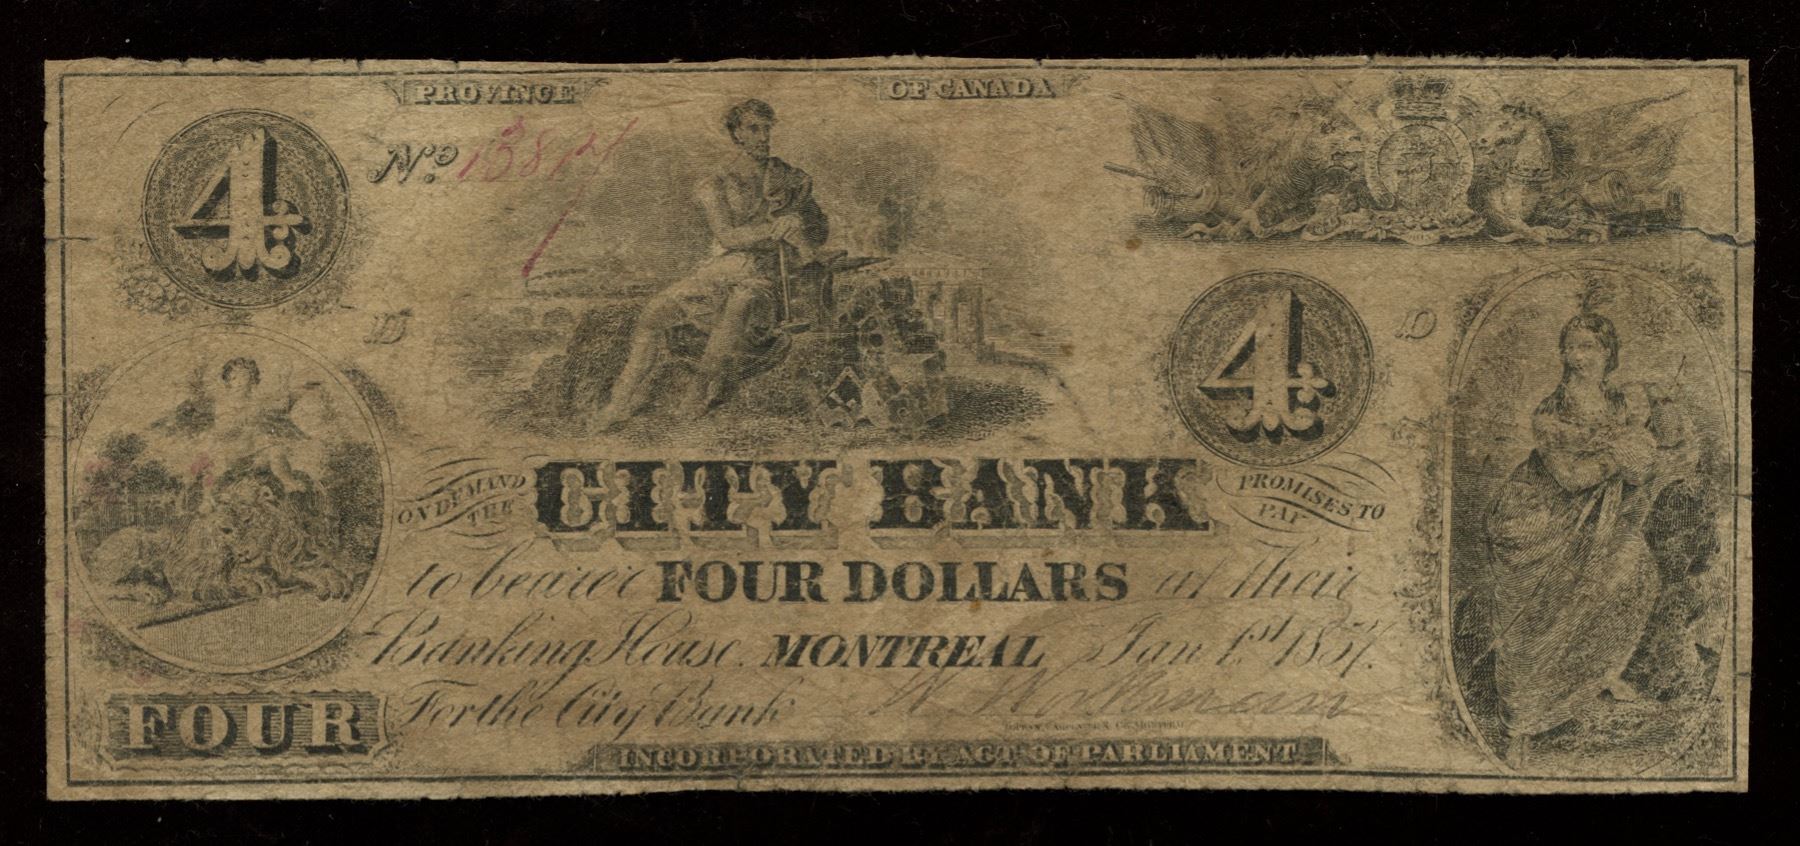 PROVINCE OF CANADA
4
No 
D
4
D
ON DEMAND THE CITY BANK PROMISES TO PAY
to bearer FOUR DOLLARS at their
Banking House MONTREAL Jan 1st 1857.
For the City Bank W Workman
FOUR
INCORPORATED BY ACT OF PARLIAMENT